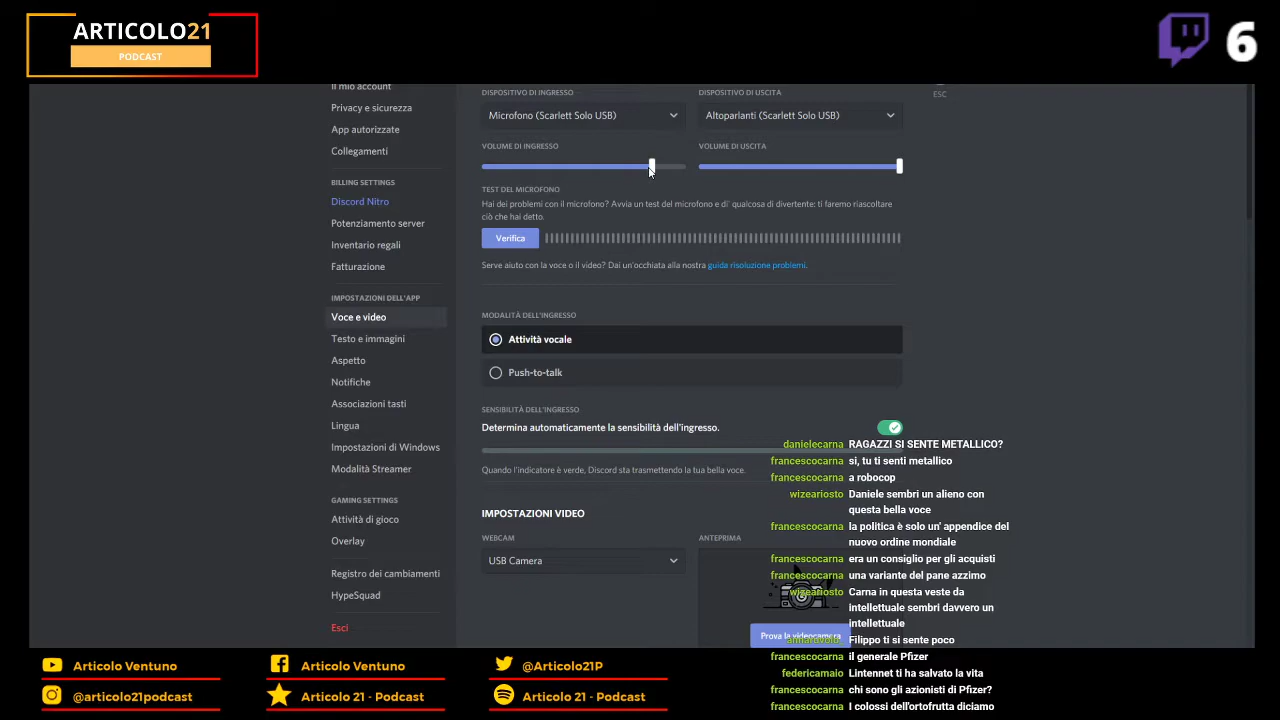 ARTICOLO21
PODCAST
6
Il mio account
Privacy e sicurezza
App autorizzate
Collegamenti
BILLING SETTINGS
Discord Nitro
Potenziamento server
Inventario regali
Fatturazione
IMPOSTAZIONI DELL'APP
Voce e video
Testo e immagini
Aspetto
Notifiche
Associazioni tasti
Lingua
Impostazioni di Windows
Modalità Streamer
GAMING SETTINGS
Attività di gioco
Overlay
Registro dei cambiamenti
HypeSquad
Esci
DISPOSITIVO DI INGRESSO
Microfono (Scarlett Solo USB)
DISPOSITIVO DI USCITA
Altoparlanti (Scarlett Solo USB)
ESC
VOLUME DI INGRESSO
VOLUME DI USCITA
TEST DEL MICROFONO
Hai dei problemi con il microfono? Avvia un test del microfono e di' qualcosa di divertente: ti faremo riascoltare
ciò che hai detto.
Verifica
Serve aiuto con la voce o il video? Dai un'occhiata alla nostra guida risoluzione problemi.
MODALITÀ DELL'INGRESSO
Attività vocale
Push-to-talk
SENSIBILITÀ DELL'INGRESSO
Determina automaticamente la sensibilità dell'ingresso.
Quando l'indicatore è verde, Discord sta trasmettendo la tua bella voce.
IMPOSTAZIONI VIDEO
WEBCAM
USB Camera
ANTEPRIMA
Prova la videocamera
danielecarna RAGAZZI SI SENTE METALLICO?
francescocarna si, tu ti senti metallico
francescocarna a robocop
wizeariosto Daniele sembri un alieno con
questa bella voce
francescocarna la politica è solo un' appendice del
nuovo ordine mondiale
francescocarna era un consiglio per gli acquisti
francescocarna una variante del pane azzimo
wizeariosto Carna in questa veste da
intellettuale sembri davvero un
intellettuale
Filippo ti si sente poco
francescocarna il generale Pfizer
federicamaio Lintennet ti ha salvato la vita
francescocarna chi sono gli azionisti di Pfizer?
francescocarna I colossi dell'ortofrutta diciamo
Articolo Ventuno
Articolo Ventuno
@Articolo21P
@articolo21podcast
Articolo 21 - Podcast
Articolo 21 - Podcast